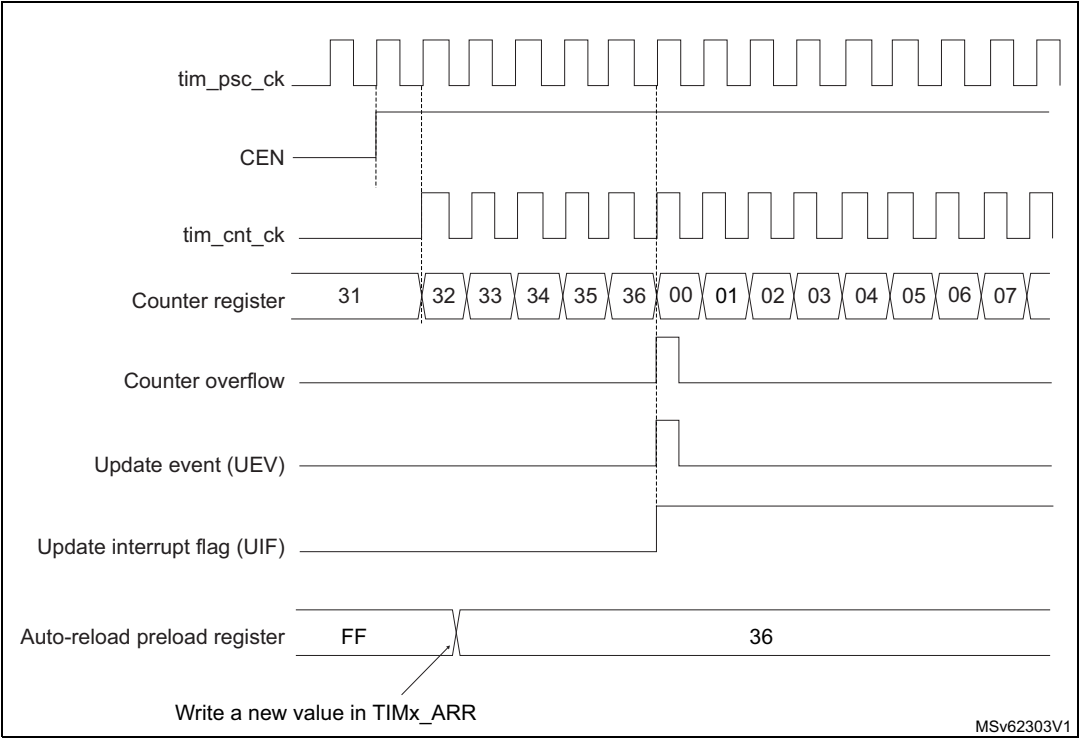 tim_psc_ck
CEN
tim_cnt_ck
Counter register 31 32 33 34 35 36 00 01 02 03 04 05 06 07
Counter overflow
Update event (UEV)
Update interrupt flag (UIF)
Auto-reload preload register FF 36
Write a new value in TIMx_ARR
MSv62303V1